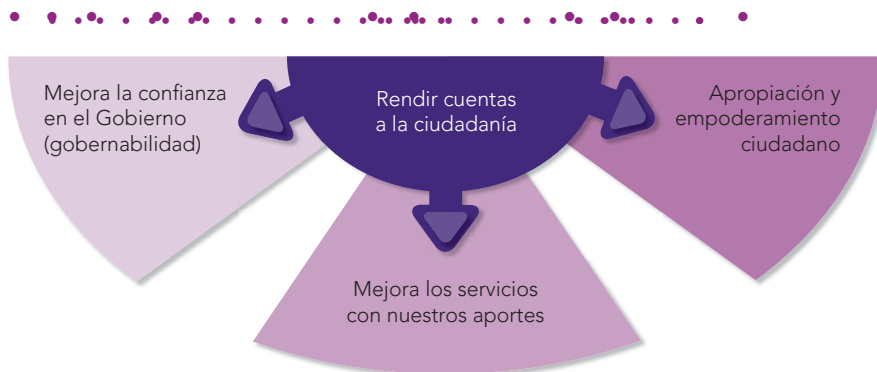 Mejora la confianza
en el Gobierno
(gobernabilidad)
Rendir cuentas
a la ciudadanía
Apropiación y
empoderamiento
ciudadano
Mejora los servicios
con nuestros aportes